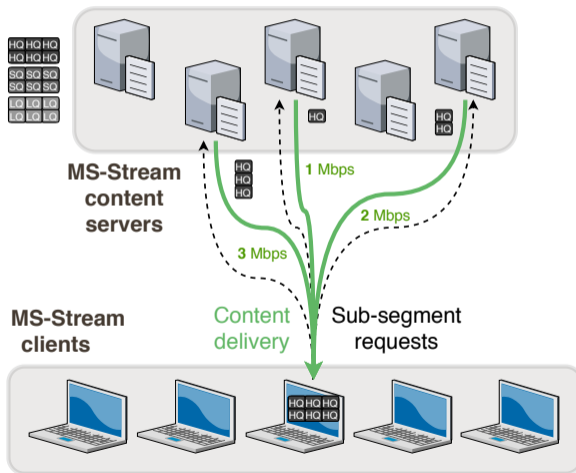 HQ HQ HQ
HQ HQ HQ
SQ SQ SQ
SQ SQ SQ
LQ LQ LQ
LQ LQ LQ
HQ
HQ
HQ
MS-Stream
content
servers
HQ
HQ
HQ
1 Mbps
2 Mbps
3 Mbps
MS-Stream
clients
Content
delivery
Sub-segment
requests
HQ HQ HQ
HQ HQ HQ